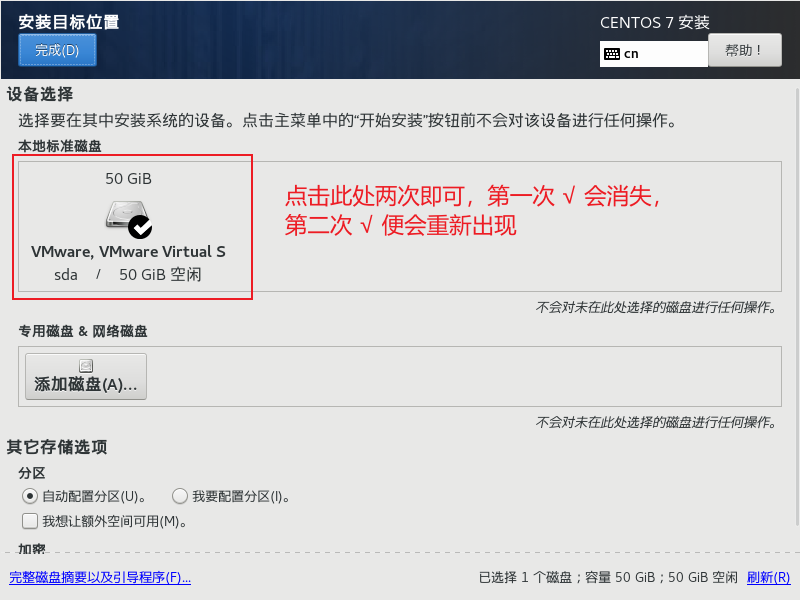 安装目标位置
CENTOS 7 安装
完成(D)
cn
帮助！
设备选择
选择要在其中安装系统的设备。点击主菜单中的“开始安装”按钮前不会对该设备进行任何操作。
本地标准磁盘
50 GiB
VMware, VMware Virtual S
sda / 50 GiB 空闲
点击此处两次即可，第一次 √ 会消失，
第二次 √ 便会重新出现
不会对未在此处选择的磁盘进行任何操作。
专用磁盘 & 网络磁盘
添加磁盘(A)...
不会对未在此处选择的磁盘进行任何操作。
其它存储选项
分区
自动配置分区(U)。 我要配置分区(I)。
我想让额外空间可用(M)。
加密
完整磁盘摘要以及引导程序(F)...
已选择 1 个磁盘；容量 50 GiB；50 GiB 空闲 刷新(R)